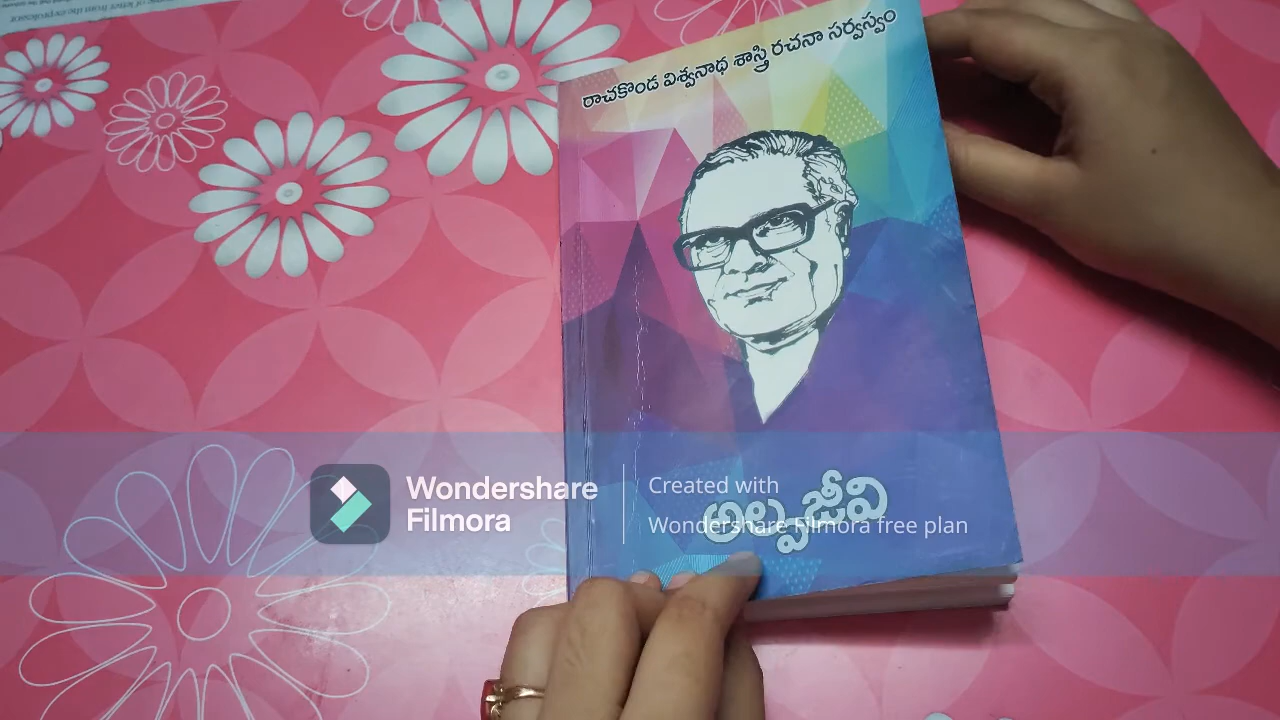 రాచకొండ విశ్వనాథ శాస్త్రి రచనా సర్వస్వం
అల్పజీవి
Wondershare
Filmora
Created with
Wondershare Filmora free plan